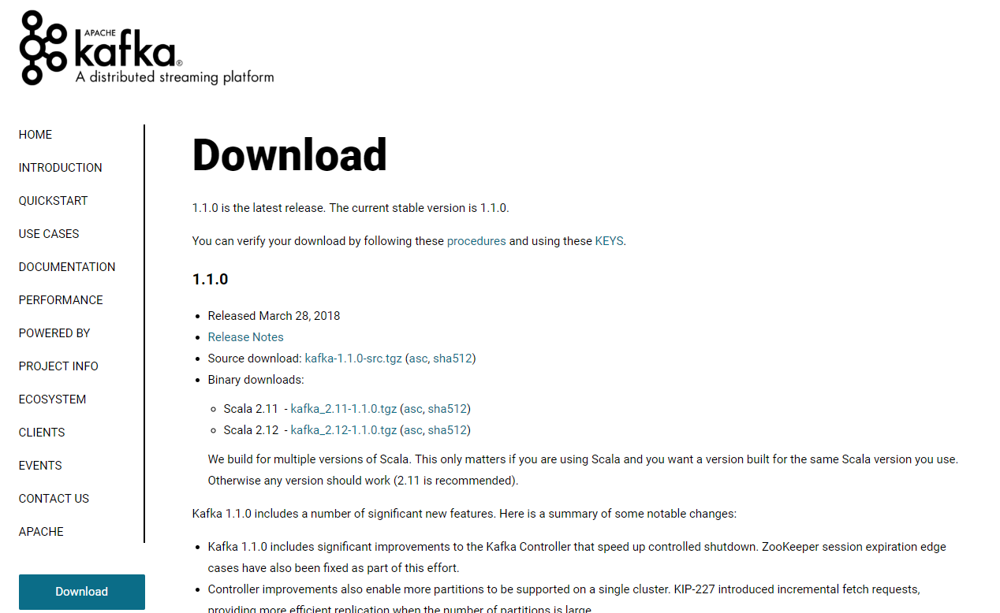 APACHE
kafka®
A distributed streaming platform
HOME
INTRODUCTION
QUICKSTART
USE CASES
DOCUMENTATION
PERFORMANCE
POWERED BY
PROJECT INFO
ECOSYSTEM
CLIENTS
EVENTS
CONTACT US
APACHE
Download
Download
1.1.0 is the latest release. The current stable version is 1.1.0.
You can verify your download by following these procedures and using these KEYS.
1.1.0
• Released March 28, 2018
• Release Notes
• Source download: kafka-1.1.0-src.tgz (asc, sha512)
• Binary downloads:
◦ Scala 2.11 - kafka_2.11-1.1.0.tgz (asc, sha512)
◦ Scala 2.12 - kafka_2.12-1.1.0.tgz (asc, sha512)
We build for multiple versions of Scala. This only matters if you are using Scala and you want a version built for the same Scala version you use.
Otherwise any version should work (2.11 is recommended).
Kafka 1.1.0 includes a number of significant new features. Here is a summary of some notable changes:
• Kafka 1.1.0 includes significant improvements to the Kafka Controller that speed up controlled shutdown. ZooKeeper session expiration edge
cases have also been fixed as part of this effort.
• Controller improvements also enable more partitions to be supported on a single cluster. KIP-227 introduced incremental fetch requests,
providing more efficient replication when the number of partitions is large.